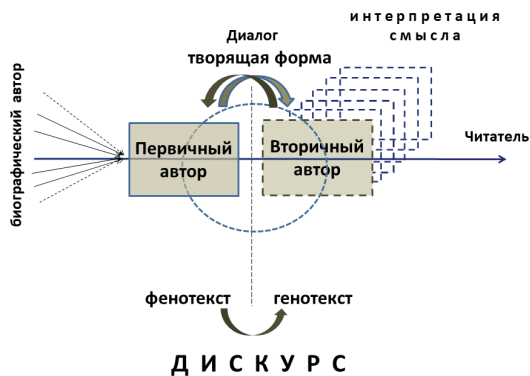 интерпретация
смысла
Диалог
творящая форма
биографический автор
Первичный
автор
Вторичный
автор
Читатель
фенотекст
генотекст
ДИСКУРС